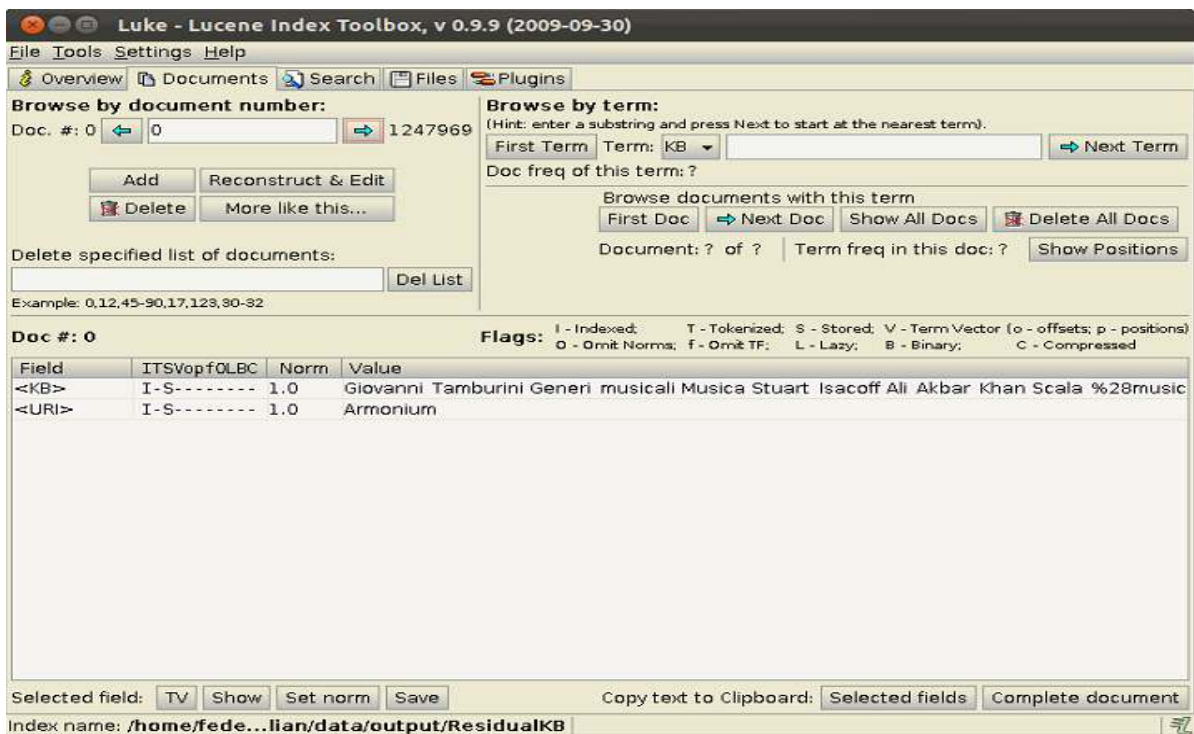 Luke - Lucene Index Toolbox, v 0.9.9 (2009-09-30)
File Tools Settings Help
Overview Documents Search Files Plugins
Browse by document number:
Doc. #: 0 0 1247969
Add Reconstruct & Edit
Delete More like this...
Delete specified list of documents:
Del List
Example: 0,12,45-90,17,123,30-32
Browse by term:
(Hint: enter a substring and press Next to start at the nearest term).
First Term Term: KB Next Term
Doc freq of this term: ?
Browse documents with this term
First Doc Next Doc Show All Docs Delete All Docs
Document: ? of ? Term freq in this doc: ? Show Positions
Doc #: 0
Flags: I - Indexed; T - Tokenized; S - Stored; V - Term Vector (o - offsets; p - positions)
O - Omit Norms; f - Omit TF; L - Lazy; B - Binary; C - Compressed
Field ITSVopfOLBC Norm Value
<KB> I-S-------- 1.0 Giovanni Tamburini Generi musicali Musica Stuart Isacoff Ali Akbar Khan Scala %28music
<URI> I-S-------- 1.0 Armonium
Selected field: TV Show Set norm Save Copy text to Clipboard: Selected fields Complete document
Index name: /home/fede...lian/data/output/ResidualKB